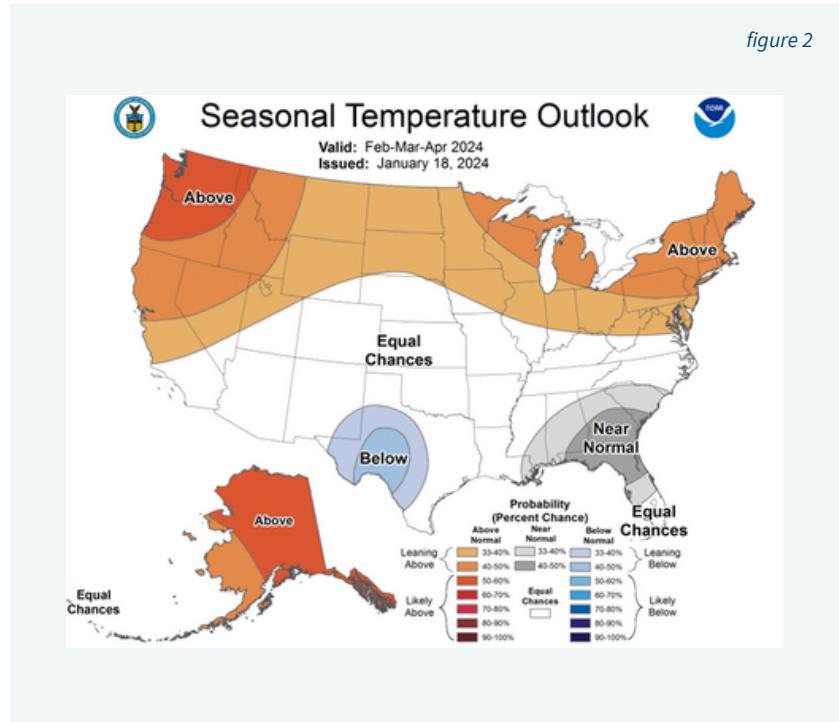 figure 2
NOAA
Seasonal Temperature Outlook
Valid: Feb-Mar-Apr 2024
Issued: January 18, 2024
Above
Above
Equal
Chances
Near
Normal
Below
Above
Equal
Chances
Equal
Chances
Probability
(Percent Chance)
Above
Normal
Near
Normal
Below
Normal
Leaning
Above
33-40%
33-40%
33-40%
Leaning
Below
40-50%
40-50%
40-50%
50-60%
50-60%
Likely
Above
60-70%
Equal
Chances
60-70%
Likely
Below
70-80%
70-80%
80-90%
80-90%
90-100%
90-100%